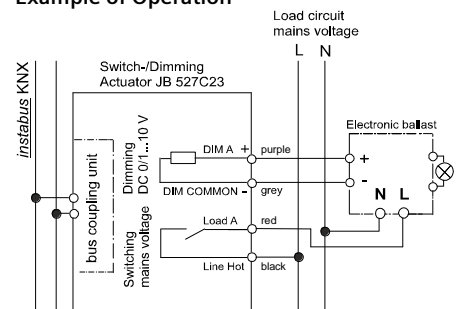 Example of Operation
Load circuit
mains voltage
L N
instabus KNX
Switch-/Dimming
Actuator JB 527C23
bus coupling unit
Dimming
DC 0/1...10 V
DIM A + purple
DIM COMMON - grey
Switching
mains voltage
Load A red
Line Hot black
Electronic ballast
+
-
N L